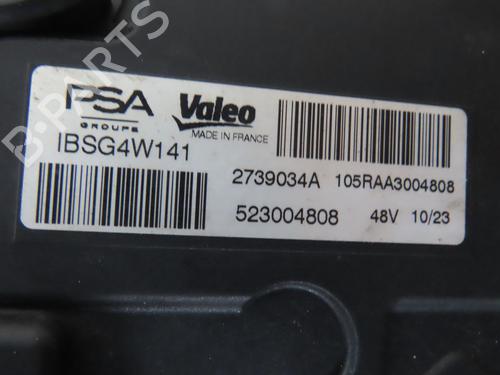 B-PARTS
PSA
GROUPE
Valeo
MADE IN FRANCE
IBSG4W141
2739034A 105RAA3004808
523004808 48V 10/23